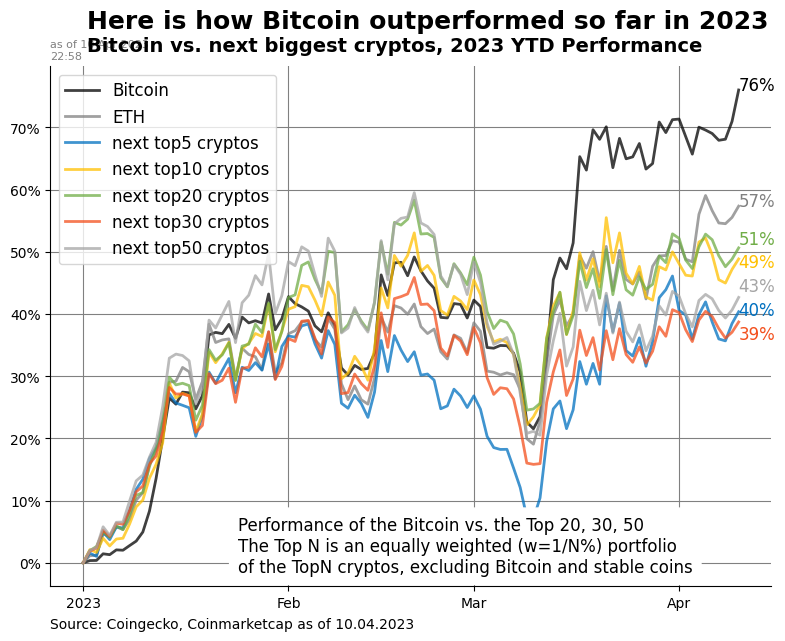 Here is how Bitcoin outperformed so far in 2023
Bitcoin vs. next biggest cryptos, 2023 YTD Performance
as of
22:58
Bitcoin
ETH
next top5 cryptos
next top10 cryptos
next top20 cryptos
next top30 cryptos
next top50 cryptos
76%
57%
51%
49%
43%
40%
39%
70%
60%
50%
40%
30%
20%
10%
0%
Performance of the Bitcoin vs. the Top 20, 30, 50
The Top N is an equally weighted (w=1/N%) portfolio
of the TopN cryptos, excluding Bitcoin and stable coins
2023
Feb
Mar
Apr
Source: Coingecko, Coinmarketcap as of 10.04.2023